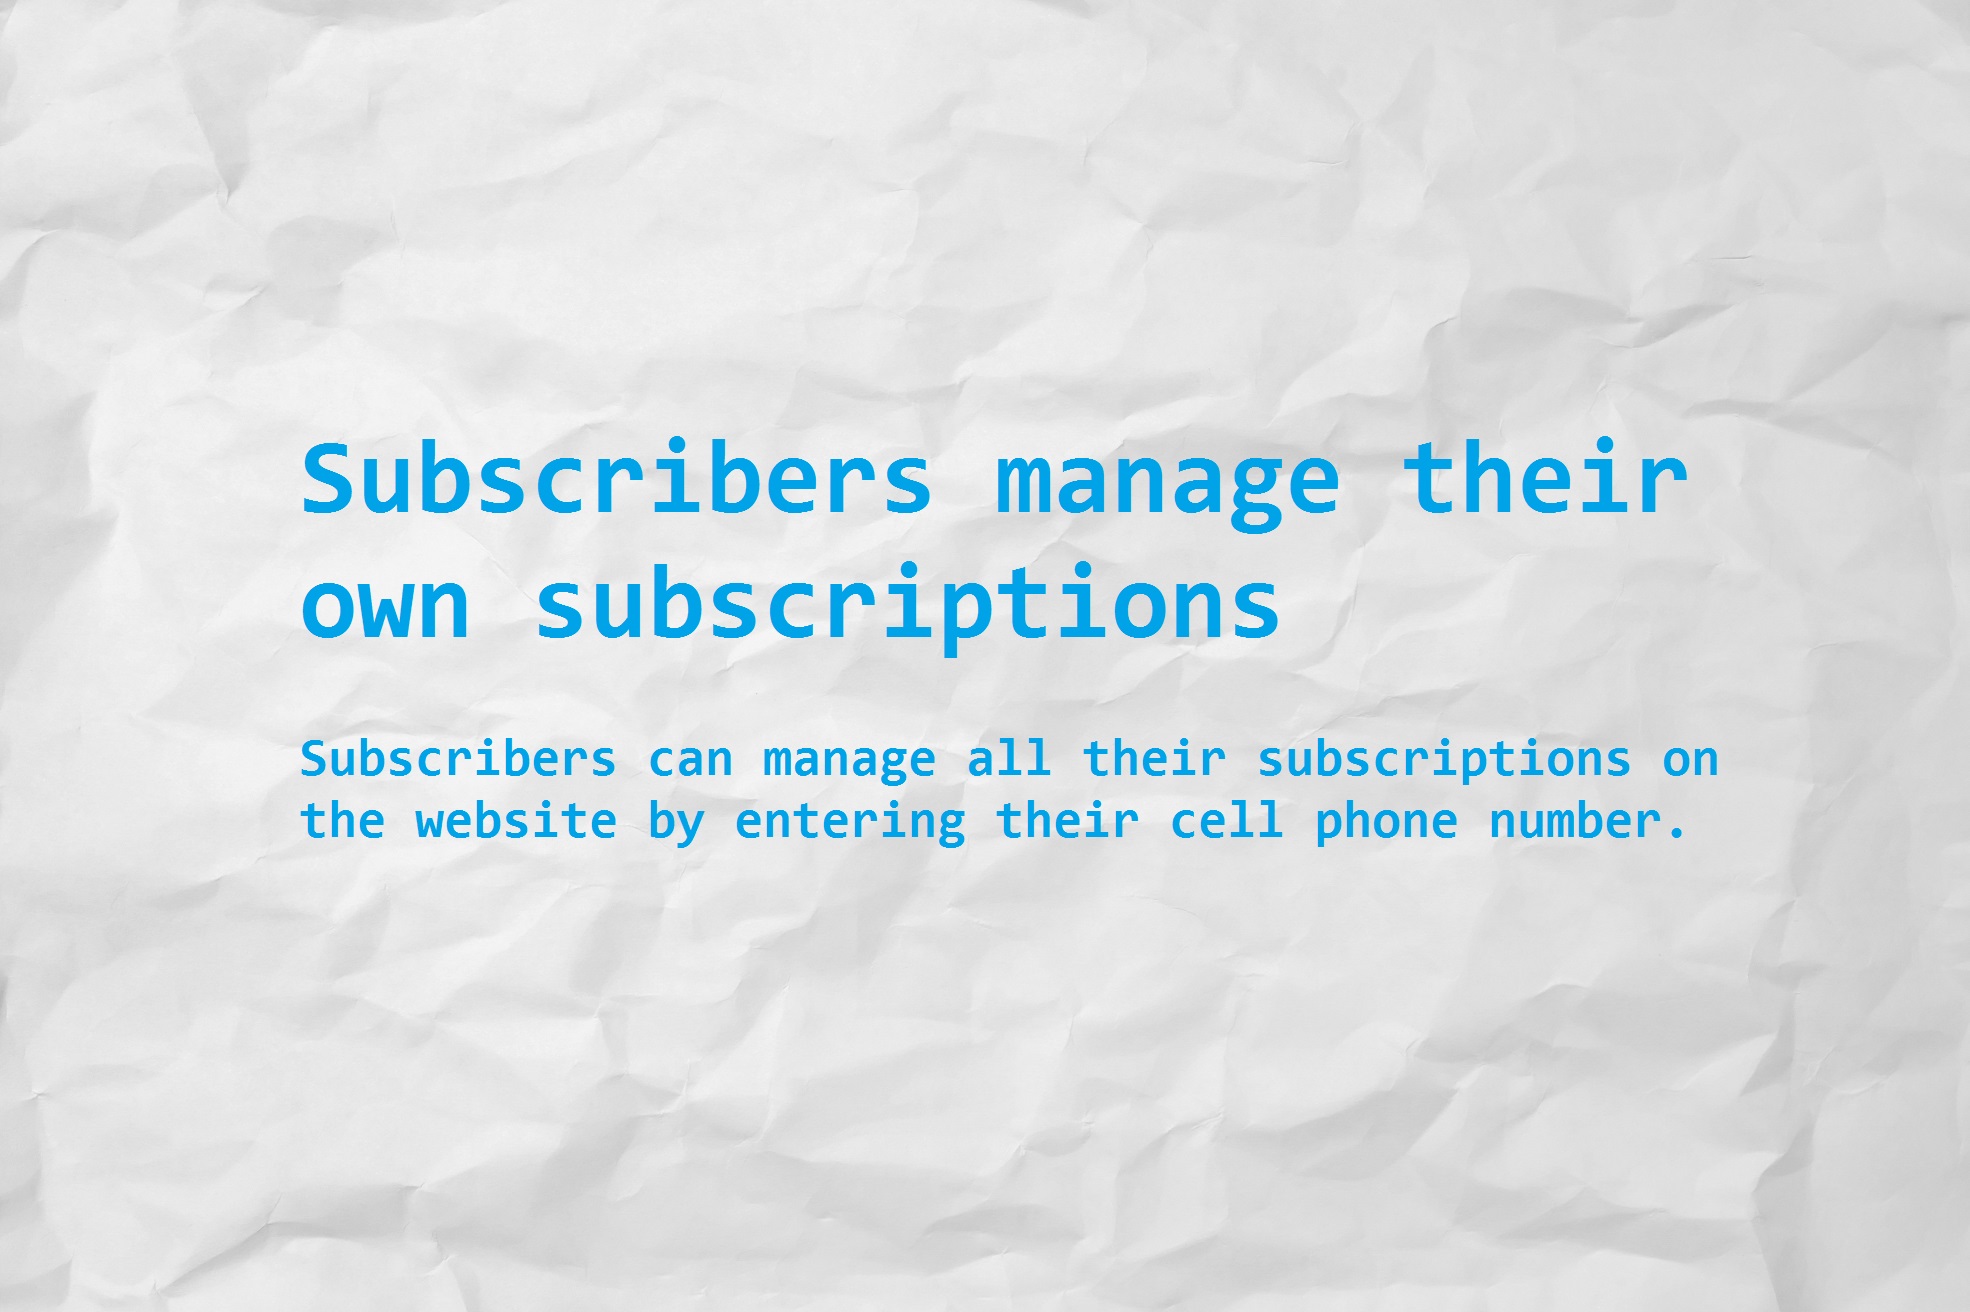 Subscribers manage their
own subscriptions
Subscribers can manage all their subscriptions on
the website by entering their cell phone number.